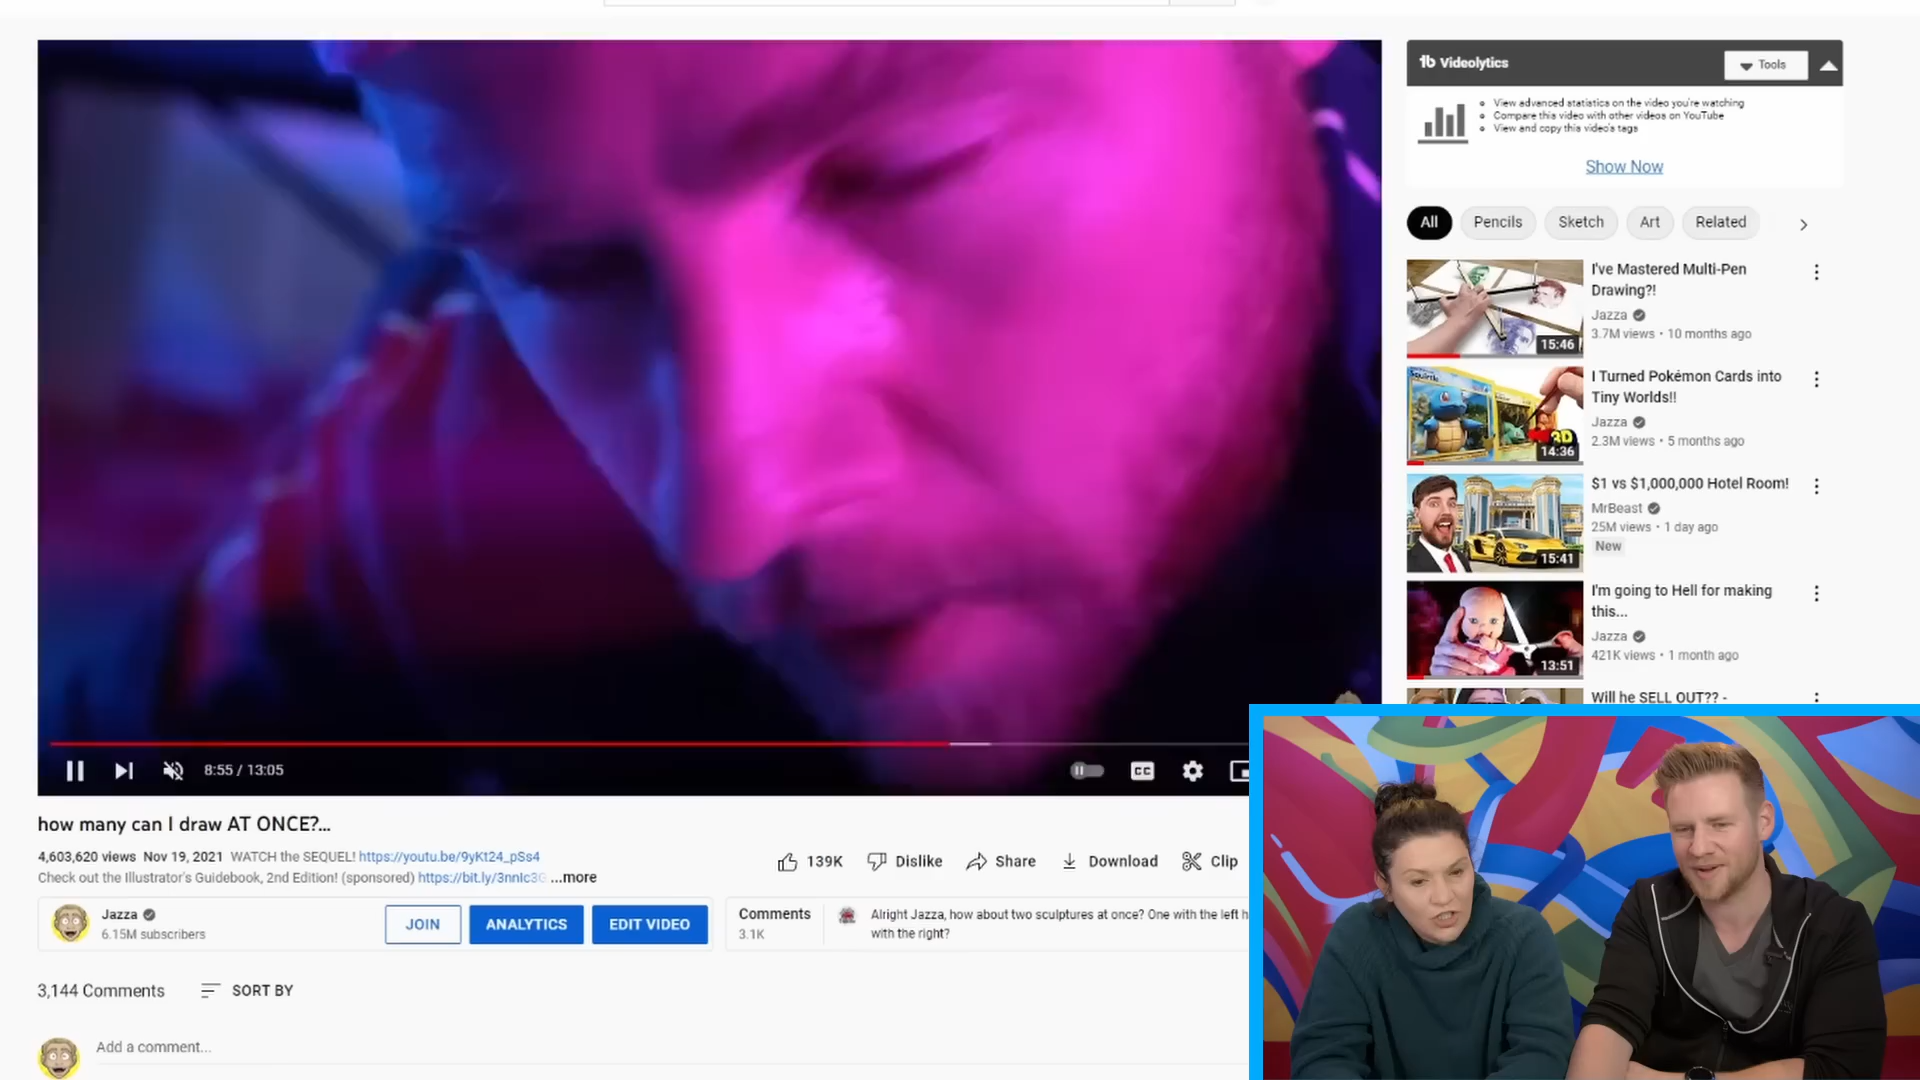 Videolytics
Tools
View advanced statistics on the video you're watching
Compare this video with other videos on YouTube
View and copy this video's tags
Show Now
All
Pencils
Sketch
Art
Related
I've Mastered Multi-Pen
Drawing?!
Jazza
3.7M views • 10 months ago
15:46
I Turned Pokémon Cards into
Tiny Worlds!!
Jazza
2.3M views • 5 months ago
Squirtle
3D
14:36
$1 vs $1,000,000 Hotel Room!
MrBeast
25M views • 1 day ago
New
15:41
I'm going to Hell for making
this...
Jazza
421K views • 1 month ago
13:51
Will he SELL OUT?? -
8:55 / 13:05
CC
how many can I draw AT ONCE?...
4,603,620 views Nov 19, 2021 WATCH the SEQUEL! https://youtu.be/9yKt24_pSs4
Check out the Illustrator's Guidebook, 2nd Edition! (sponsored) https://bit.ly/3nnIc3G ...more
139K
Dislike
Share
Download
Clip
Jazza
6.15M subscribers
JOIN
ANALYTICS
EDIT VIDEO
Comments
3.1K
Alright Jazza, how about two sculptures at once? One with the left h
with the right?
3,144 Comments
SORT BY
Add a comment...